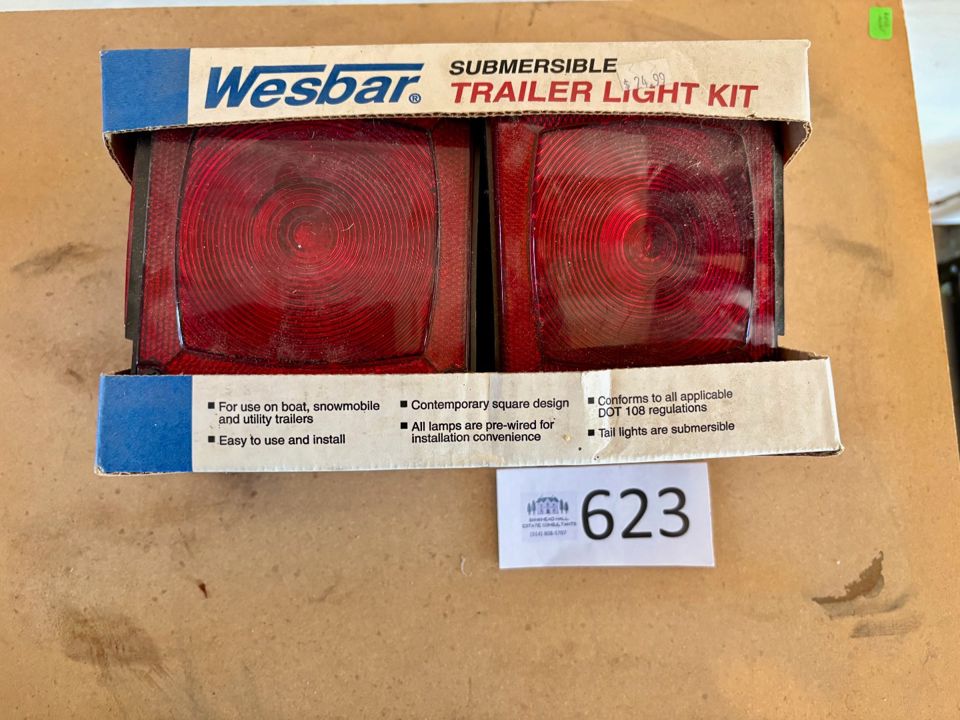 Wesbar®
SUBMERSIBLE
TRAILER LIGHT KIT
$ 24.99
■ For use on boat, snowmobile
and utility trailers
■ Easy to use and install
■ Contemporary square design
■ All lamps are pre-wired for
installation convenience
■ Conforms to all applicable
DOT 108 regulations
■ Tail lights are submersible
ESTATE CONSULTANTS
623